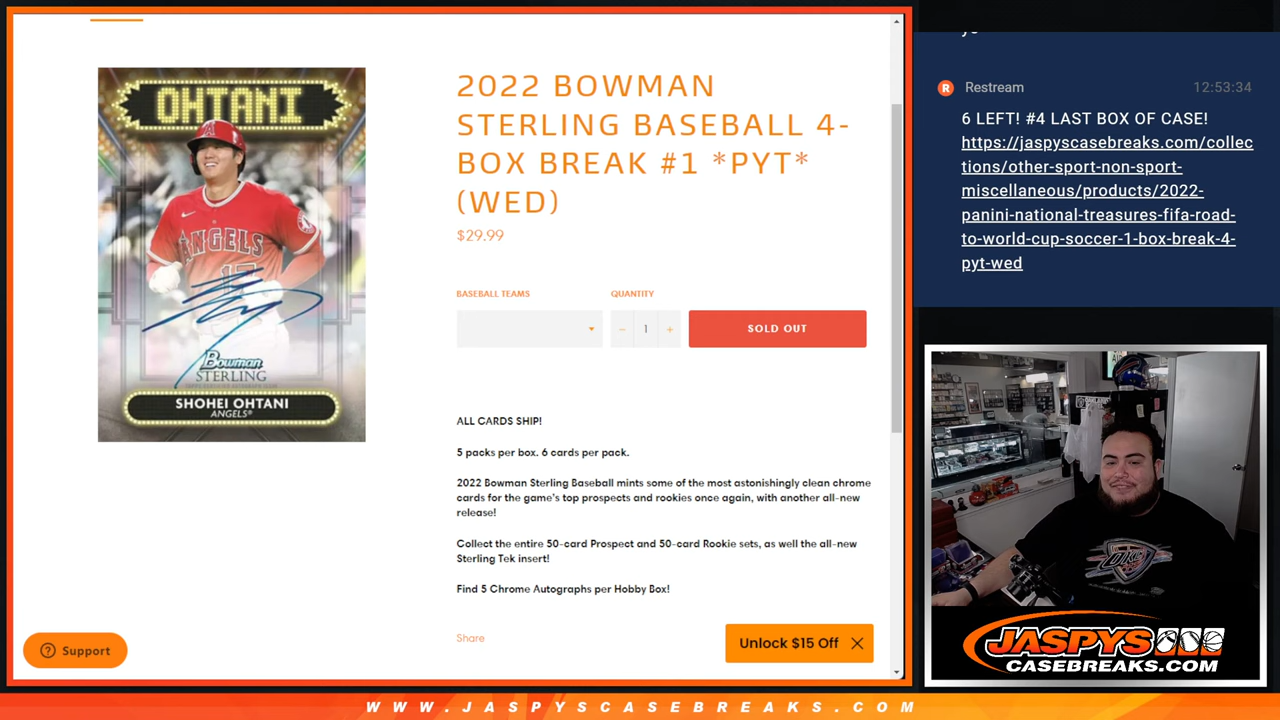 OHTANI
ANGELS
17
Bowman
STERLING
SHOHEI OHTANI
ANGELS®
2022 BOWMAN
STERLING BASEBALL 4-
BOX BREAK #1 *PYT*
(WED)
$29.99
BASEBALL TEAMS
QUANTITY
− 1 +
SOLD OUT
ALL CARDS SHIP!
5 packs per box. 6 cards per pack.
2022 Bowman Sterling Baseball mints some of the most astonishingly clean chrome
cards for the game's top prospects and rookies once again, with another all-new
release!
Collect the entire 50-card Prospect and 50-card Rookie sets, as well the all-new
Sterling Tek insert!
Find 5 Chrome Autographs per Hobby Box!
Share
Support
Unlock $15 Off
Restream 12:53:34
6 LEFT! #4 LAST BOX OF CASE!
https://jaspyscasebreaks.com/collec
tions/other-sport-non-sport-
miscellaneous/products/2022-
panini-national-treasures-fifa-road-
to-world-cup-soccer-1-box-break-4-
pyt-wed
OKC
JASPYS
CASEBREAKS.COM
WWW.JASPYSCASEBREAKS.COM